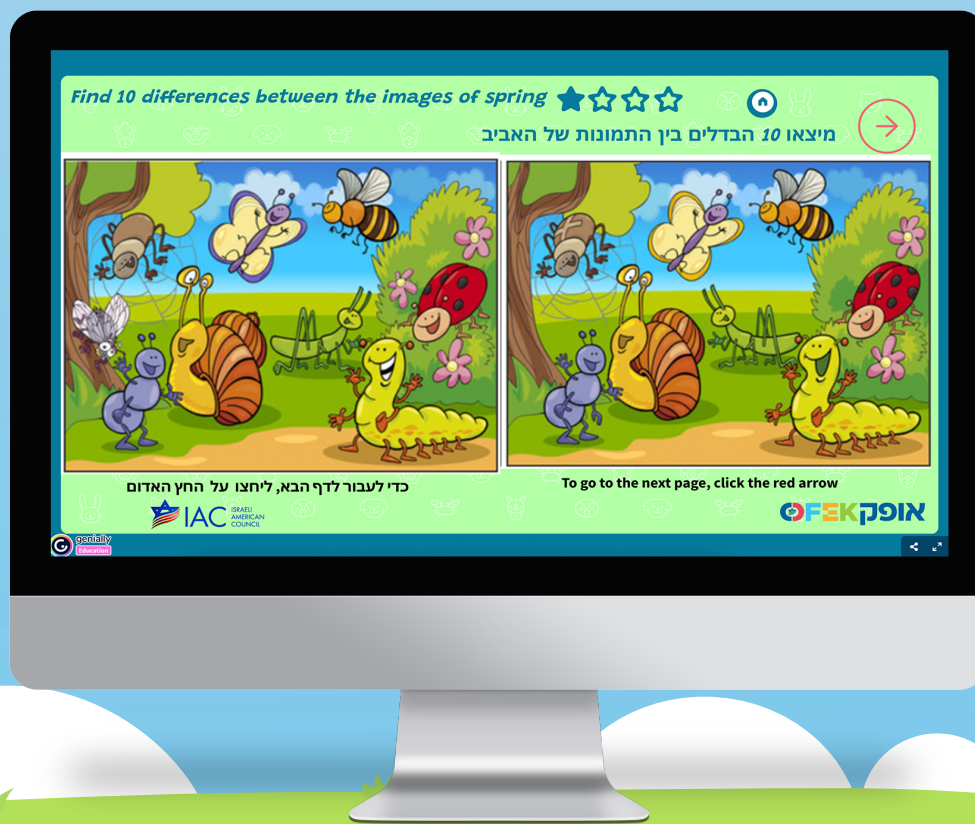 Find 10 differences between the images of spring
מיצאו 10 הבדלים בין התמונות של האביב
כדי לעבור לדף הבא, ליחצו על החץ האדום
To go to the next page, click the red arrow
IAC ISRAELI
AMERICAN
COUNCIL
OFEK אופק
genially
Education